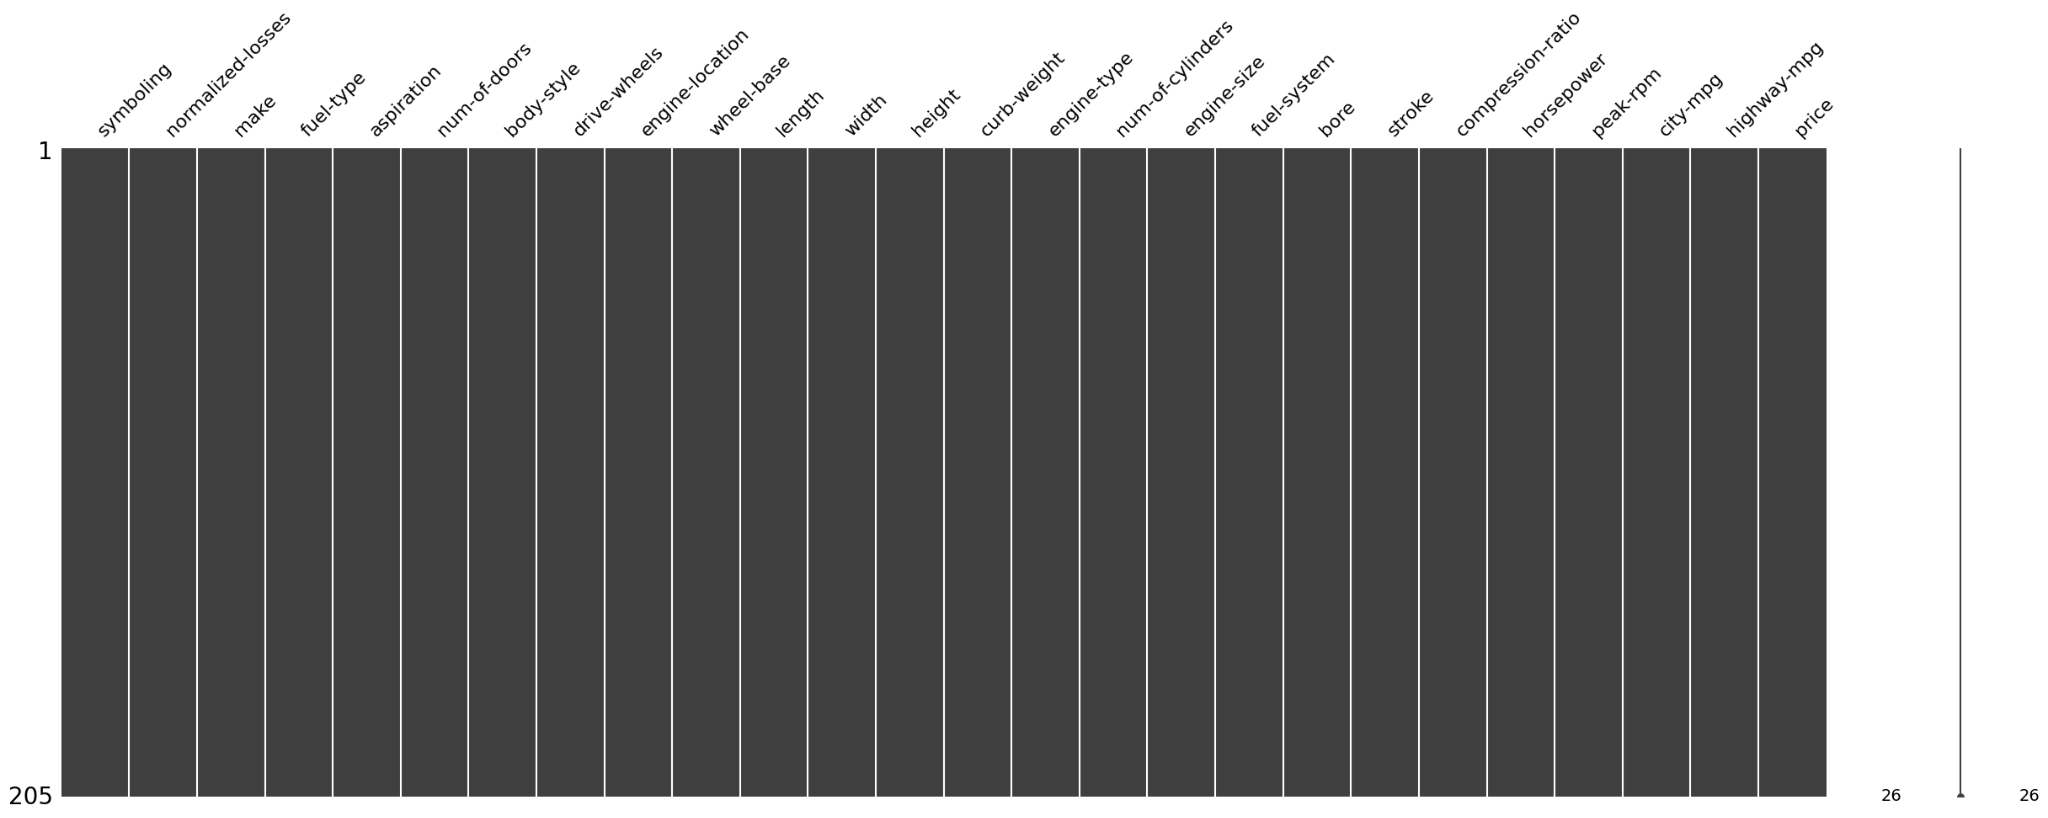 symboling
normalized-losses
make
fuel-type
aspiration
num-of-doors
body-style
drive-wheels
engine-location
wheel-base
length
width
height
curb-weight
engine-type
num-of-cylinders
engine-size
fuel-system
bore
stroke
compression-ratio
horsepower
peak-rpm
city-mpg
highway-mpg
price
1
205
26
26